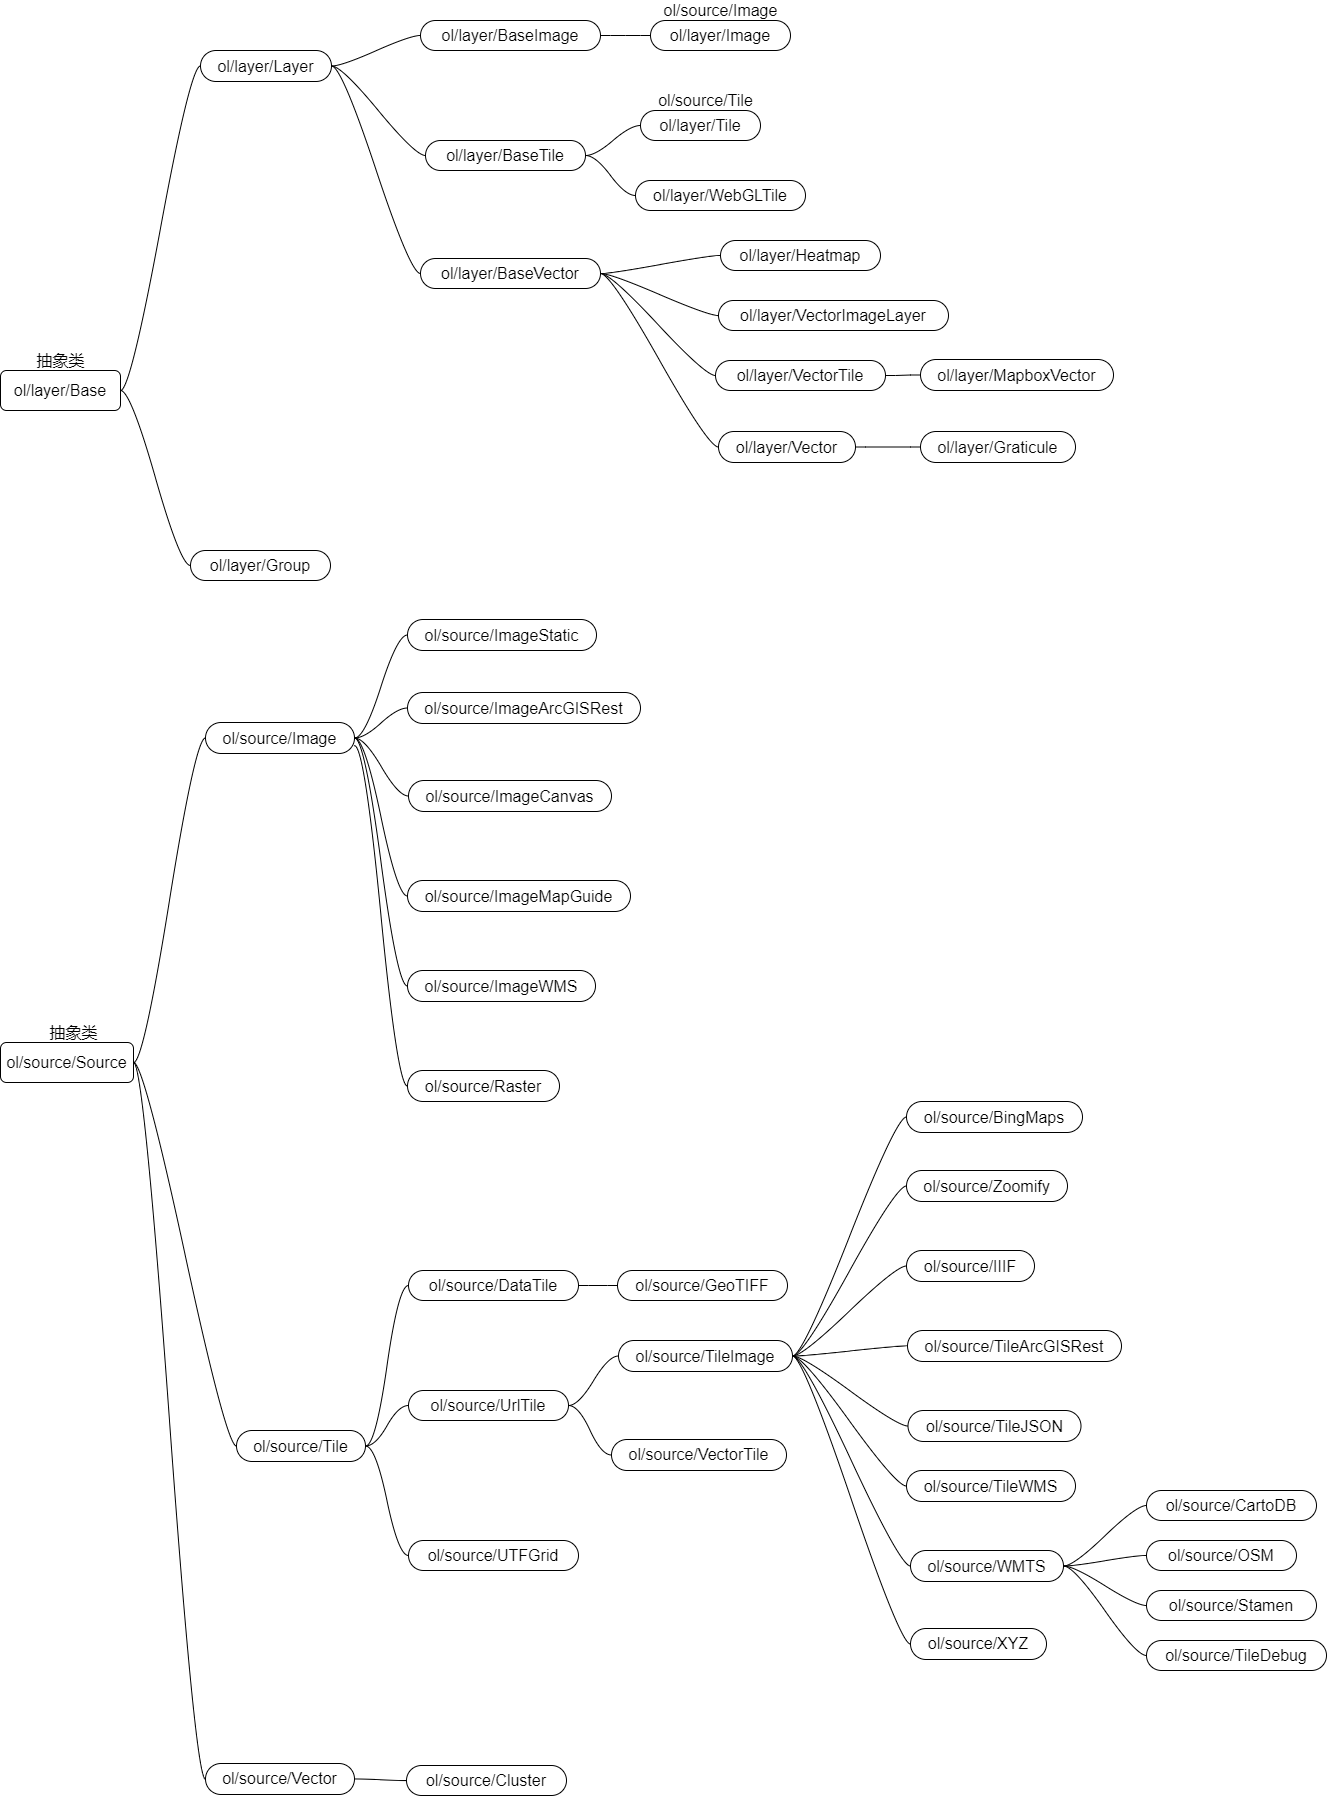 ol/source/Image
ol/layer/BaseImage
ol/layer/Image
ol/layer/Layer
ol/source/Tile
ol/layer/Tile
ol/layer/BaseTile
ol/layer/WebGLTile
ol/layer/Heatmap
ol/layer/BaseVector
ol/layer/VectorImageLayer
抽象类
ol/layer/Base
ol/layer/VectorTile
ol/layer/MapboxVector
ol/layer/Vector
ol/layer/Graticule
ol/layer/Group
ol/source/ImageStatic
ol/source/ImageArcGISRest
ol/source/Image
ol/source/ImageCanvas
ol/source/ImageMapGuide
ol/source/ImageWMS
抽象类
ol/source/Source
ol/source/Raster
ol/source/BingMaps
ol/source/Zoomify
ol/source/IIIF
ol/source/DataTile
ol/source/GeoTIFF
ol/source/TileImage
ol/source/TileArcGISRest
ol/source/UrlTile
ol/source/TileJSON
ol/source/Tile
ol/source/VectorTile
ol/source/TileWMS
ol/source/CartoDB
ol/source/UTFGrid
ol/source/WMTS
ol/source/OSM
ol/source/Stamen
ol/source/XYZ
ol/source/TileDebug
ol/source/Vector
ol/source/Cluster